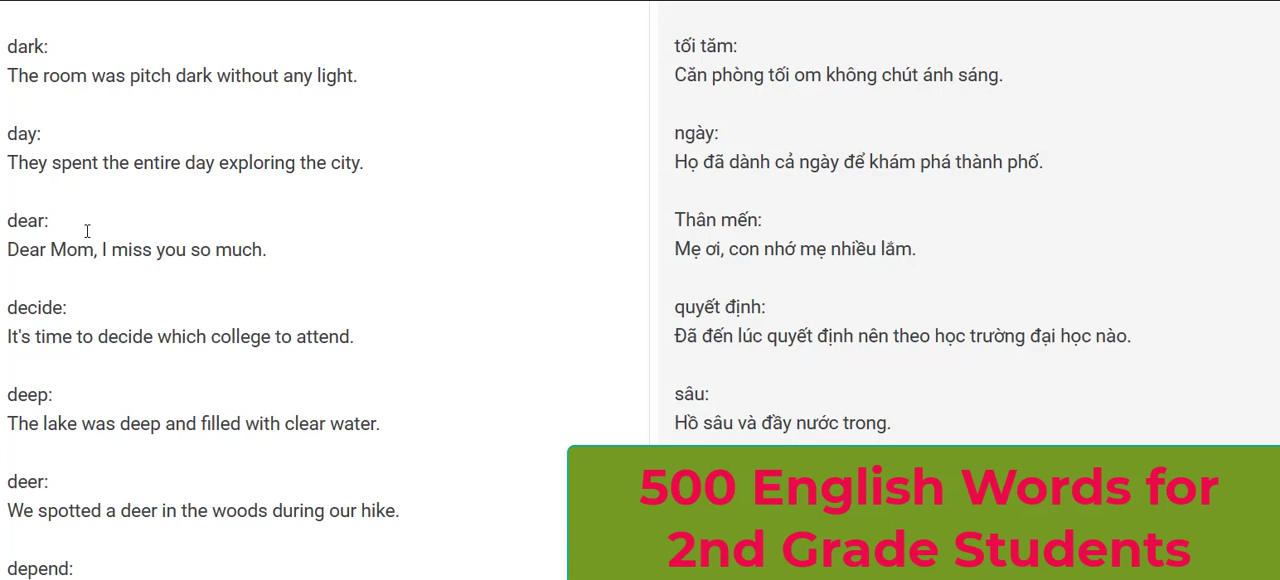 dark:
The room was pitch dark without any light.
day:
They spent the entire day exploring the city.
dear:
Dear Mom, I miss you so much.
decide:
It's time to decide which college to attend.
deep:
The lake was deep and filled with clear water.
deer:
We spotted a deer in the woods during our hike.
depend:
tối tăm:
Căn phòng tối om không chút ánh sáng.
ngày:
Họ đã dành cả ngày để khám phá thành phố.
Thân mến:
Mẹ ơi, con nhớ mẹ nhiều lắm.
quyết định:
Đã đến lúc quyết định nên theo học trường đại học nào.
sâu:
Hồ sâu và đầy nước trong.
500 English Words for
2nd Grade Students